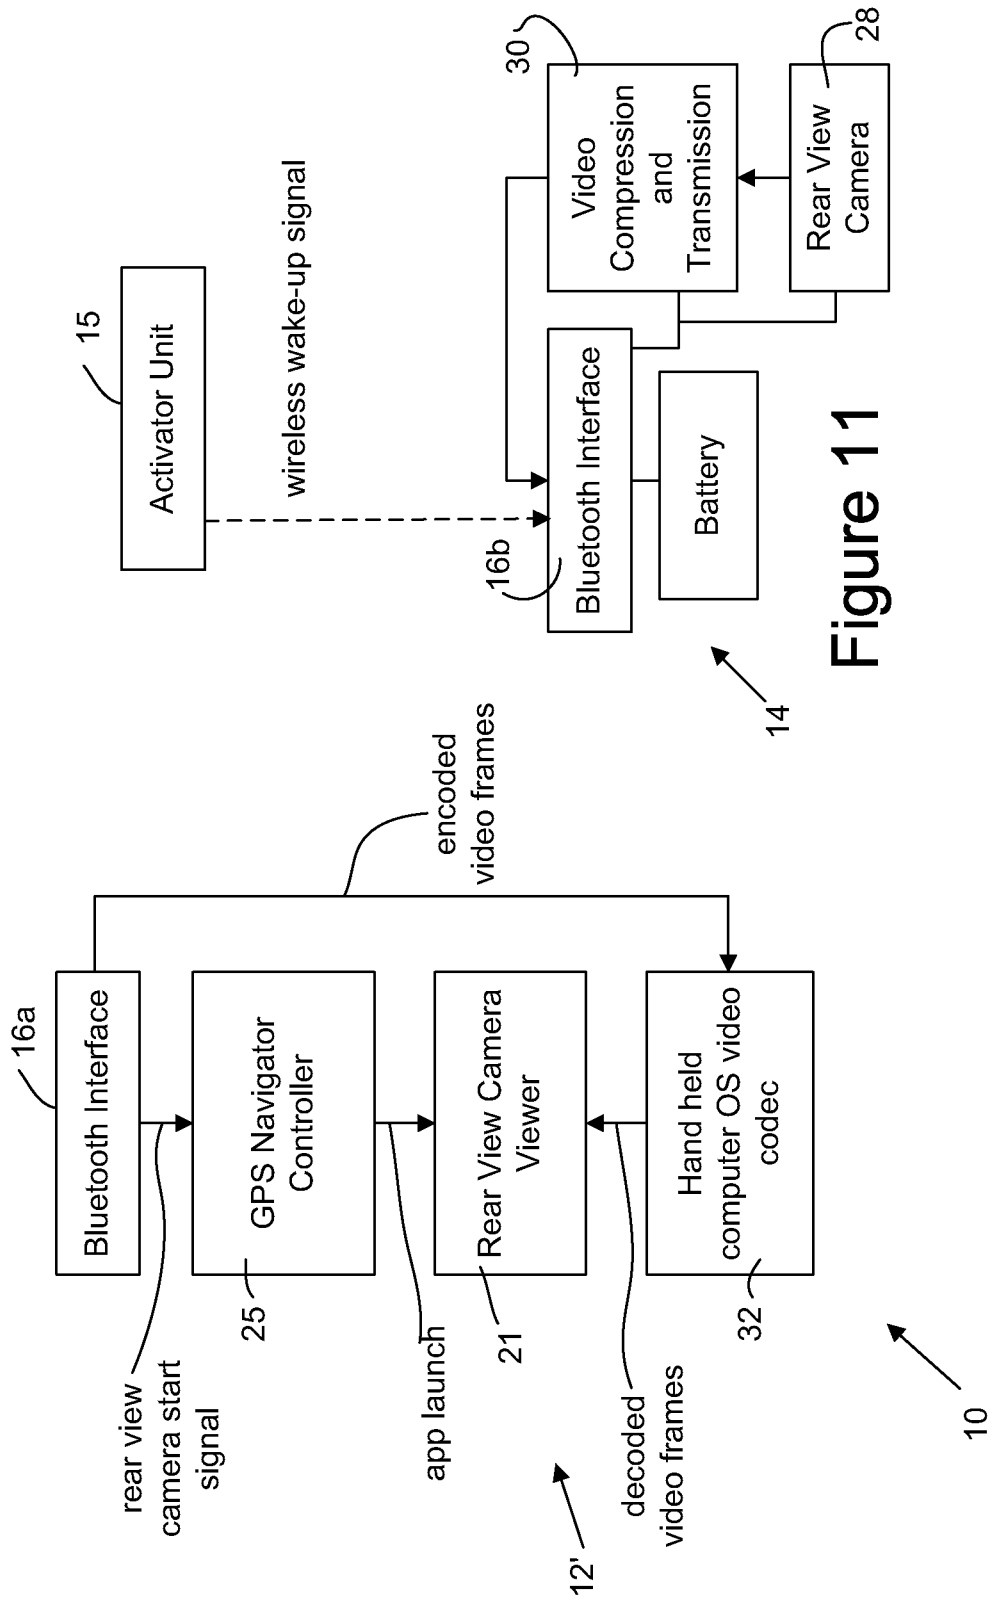 16a
Bluetooth Interface
rear view
camera start
signal
GPS Navigator
Controller
25
app launch
Rear View Camera
Viewer
21
decoded
video frames
Hand held
computer OS video
codec
32
encoded
video frames
12'
10
15
Activator Unit
wireless wake-up signal
30
Video
Compression
and
Transmission
16b
Bluetooth Interface
Battery
Rear View
Camera
28
14
Figure 11